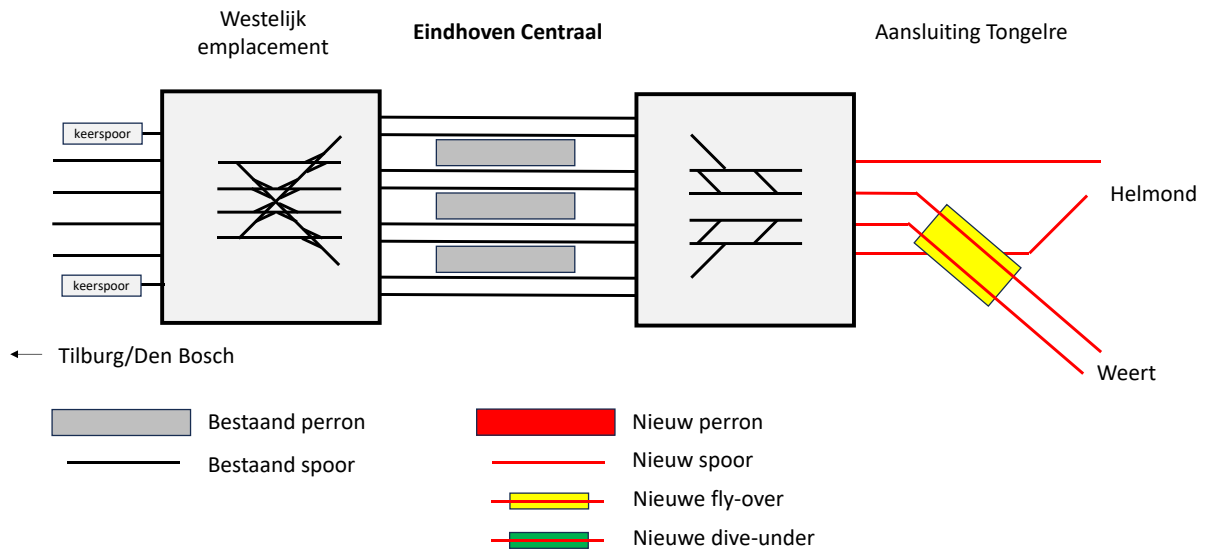 Westelijk
emplacement
Eindhoven Centraal
Aansluiting Tongelre
keerspoor
Helmond
keerspoor
Tilburg/Den Bosch
Weert
Bestaand perron
Nieuw perron
Bestaand spoor
Nieuw spoor
Nieuwe fly-over
Nieuwe dive-under